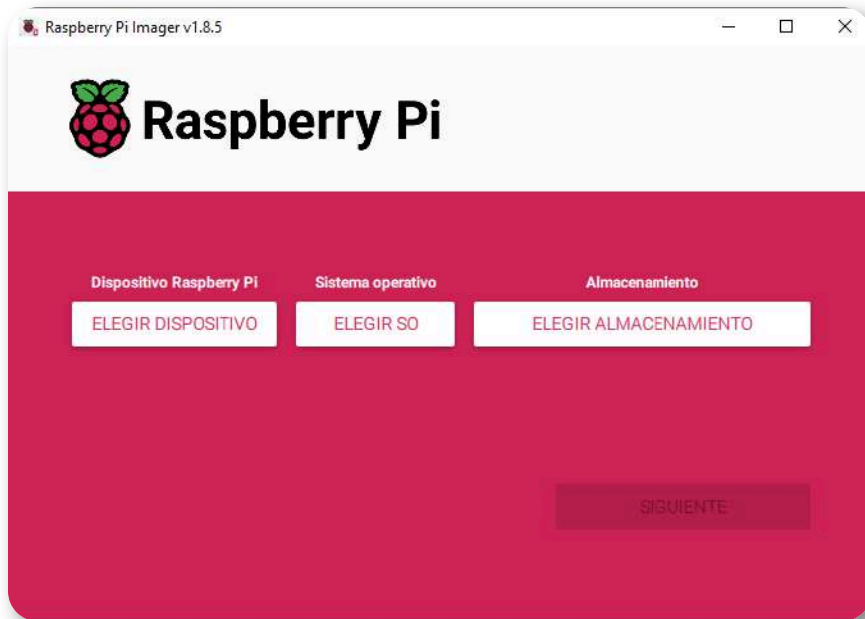 Raspberry Pi Imager v1.8.5
Raspberry Pi
Dispositivo Raspberry Pi Sistema operativo Almacenamiento
ELEGIR DISPOSITIVO ELEGIR SO ELEGIR ALMACENAMIENTO
SIGUIENTE